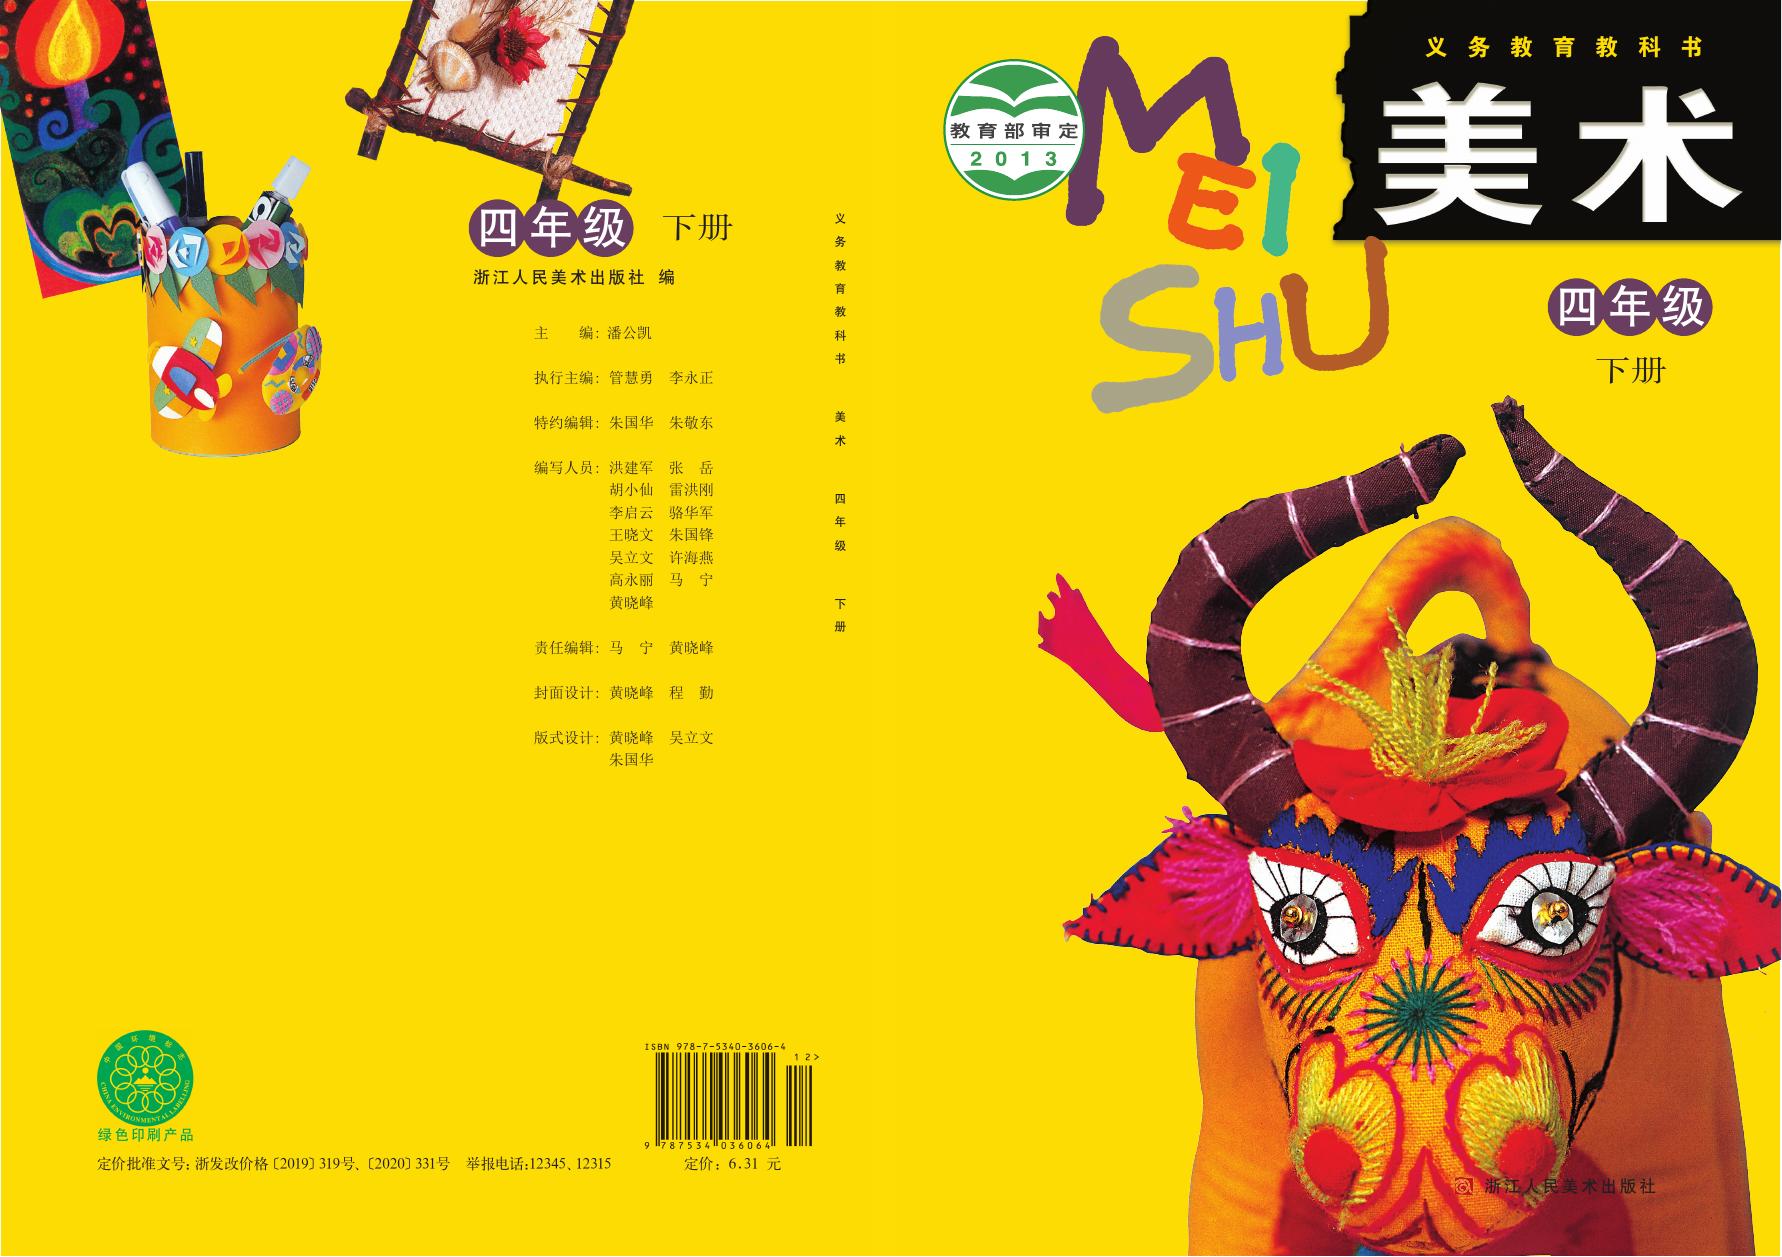 四年级 下册
浙江人民美术出版社 编
主 编：潘公凯
执行主编：管慧勇 李永正
特约编辑：朱国华 朱敬东
编写人员：洪建军 张 岳
胡小仙 雷洪刚
李启云 骆华军
王晓文 朱国锋
吴立文 许海燕
高永丽 马 宁
黄晓峰
责任编辑：马 宁 黄晓峰
封面设计：黄晓峰 程 勤
版式设计：黄晓峰 吴立文
朱国华
中国环境标志
CHINA ENVIRONMENTAL LABELLING
绿色印刷产品
定价批准文号：浙发改价格〔2019〕319号、〔2020〕331号 举报电话：12345、12315
ISBN 978-7-5340-3606-4
12>
9 787534 036064
定价：6.31 元
义务教育教科书 美术 四年级 下册
义务教育教科书
美术
教育部审定
2013
MEI
SHU
四年级
下册
浙江人民美术出版社